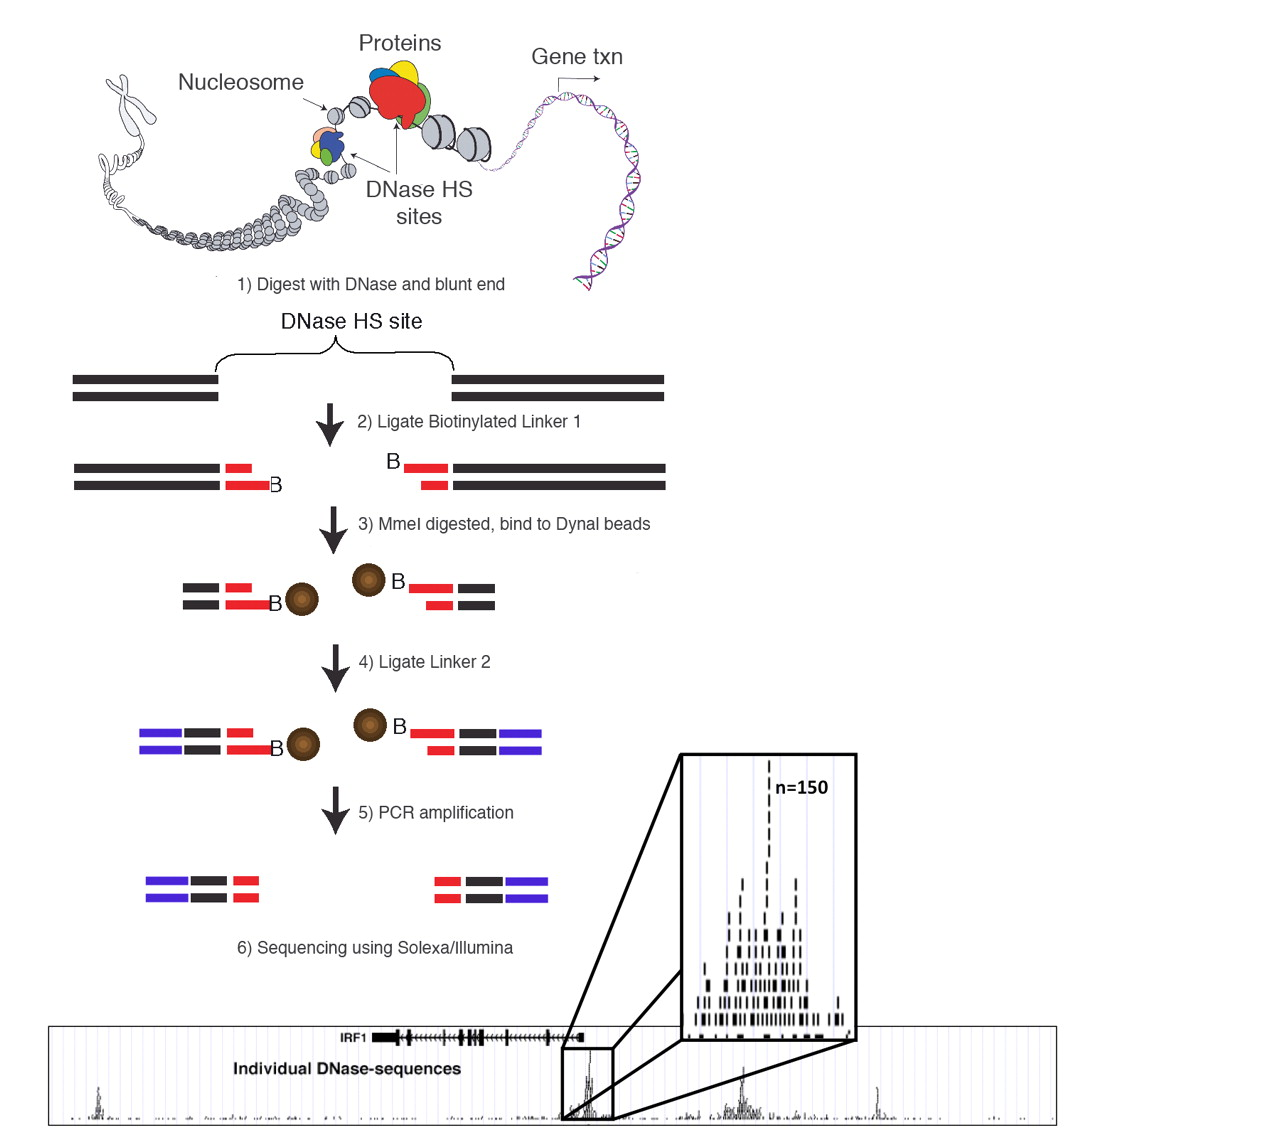 Proteins
Gene txn
Nucleosome
DNase HS
sites
1) Digest with DNase and blunt end
DNase HS site
2) Ligate Biotinylated Linker 1
B
B
3) MmeI digested, bind to Dynal beads
B
B
4) Ligate Linker 2
B
B
5) PCR amplification
n=150
6) Sequencing using Solexa/Illumina
IRF1
Individual DNase-sequences